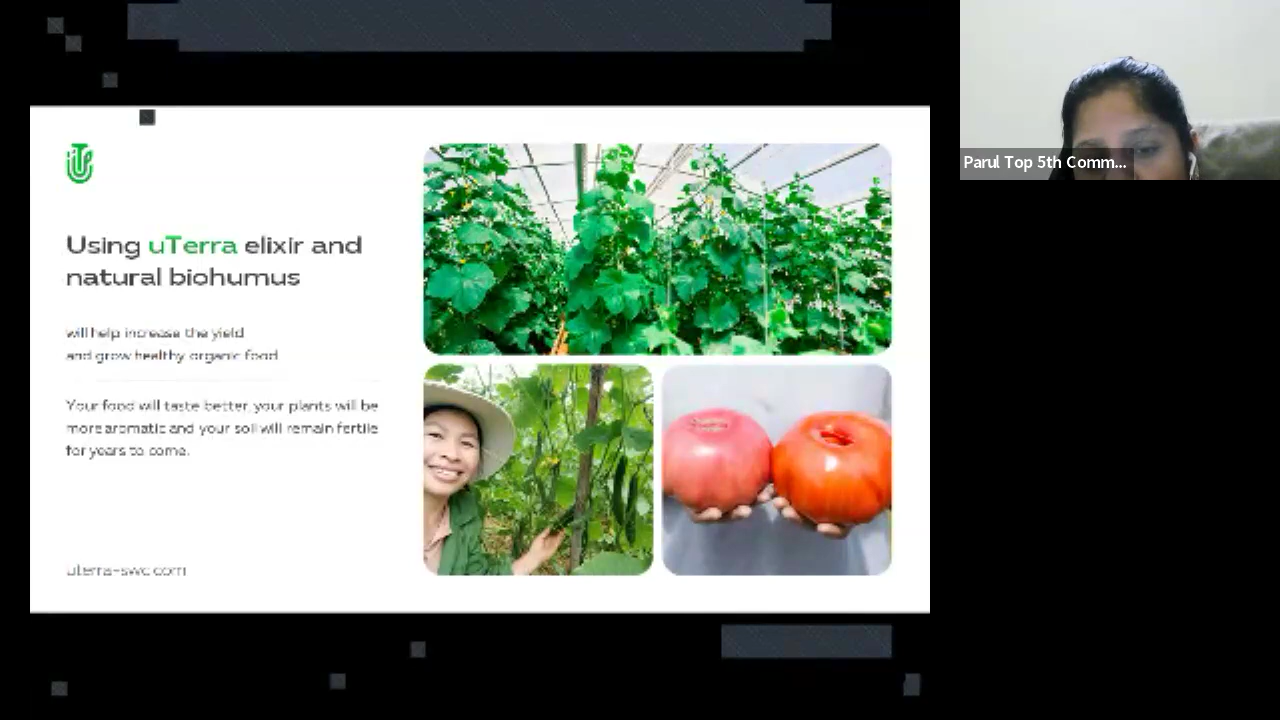 Using uTerra elixir and
natural biohumus
will help increase the yield
and grow healthy organic food
Your food will taste better, your plants will be
more aromatic and your soil will remain fertile
for years to come.
uterra-swc.com
Parul Top 5th Comm...